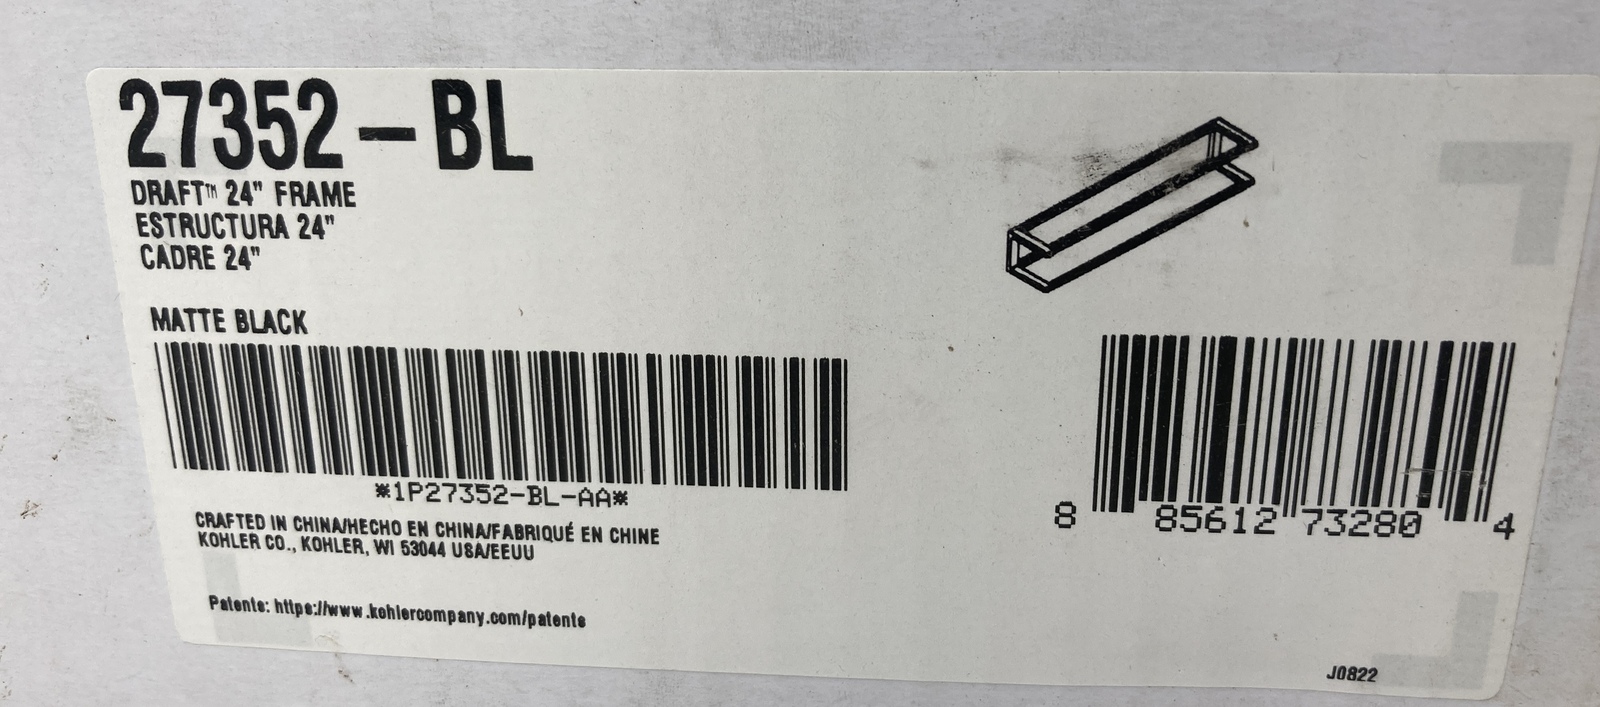 27352-BL
DRAFT™ 24" FRAME
ESTRUCTURA 24"
CADRE 24"
MATTE BLACK
*1P27352-BL-AA*
CRAFTED IN CHINA/HECHO EN CHINA/FABRIQUÉ EN CHINE
KOHLER CO., KOHLER, WI 53044 USA/EEUU
Patents: https://www.kohlercompany.com/patents
8 85612 73280 4
J0822